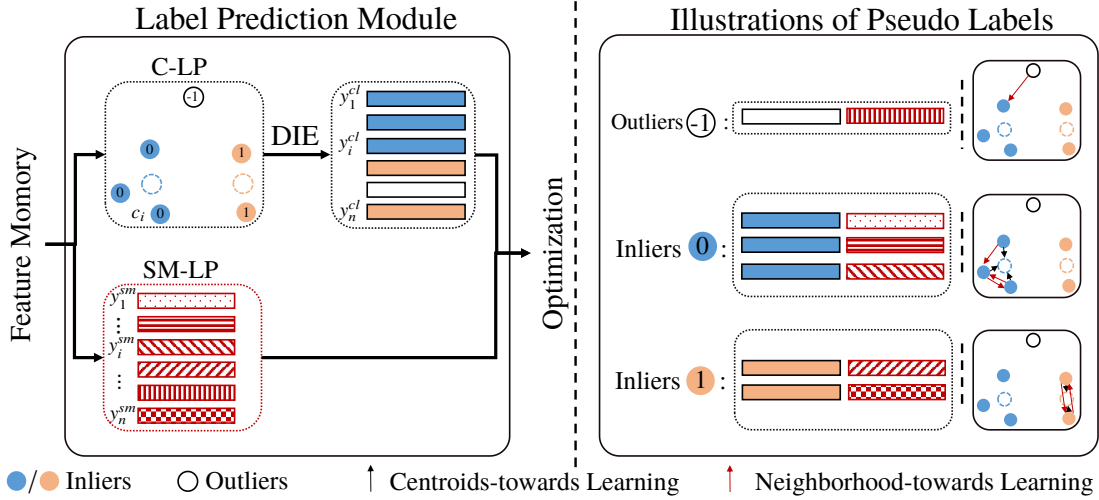 Label Prediction Module
Illustrations of Pseudo Labels
Feature Momory
C-LP
-1
0
0
c_i 0
1
1
DIE
y_1^{cl}
y_i^{cl}
y_n^{cl}
SM-LP
y_1^{sm}
⋮
y_i^{sm}
⋮
y_n^{sm}
Optimization
Outliers -1 :
Inliers 0 :
Inliers 1 :
/ Inliers
Outliers
Centroids-towards Learning
Neighborhood-towards Learning